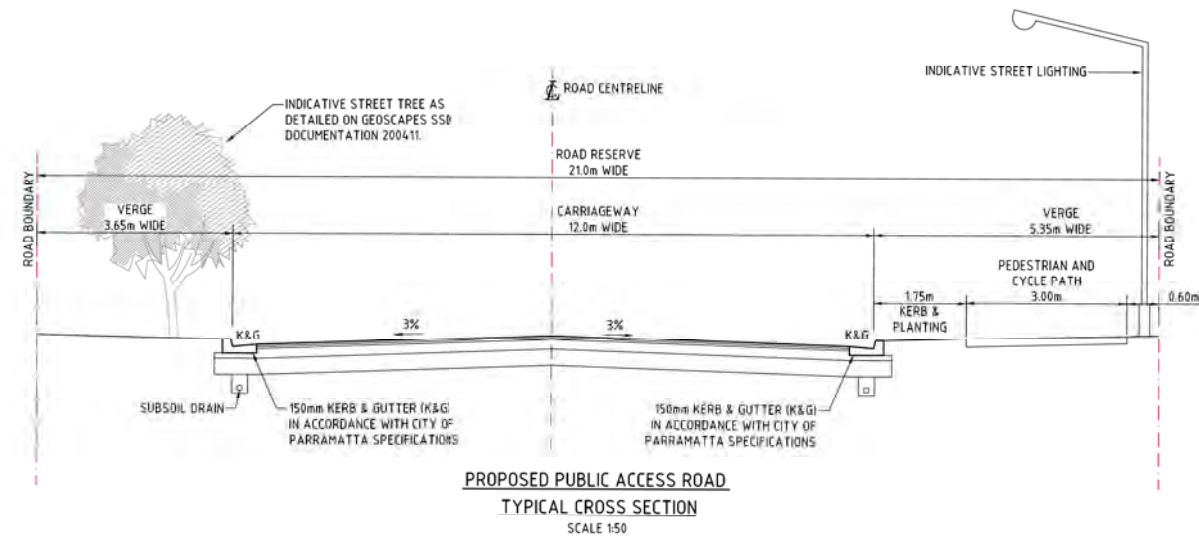 INDICATIVE STREET LIGHTING
℄ ROAD CENTRELINE
INDICATIVE STREET TREE AS
DETAILED ON GEOSCAPES SSD
DOCUMENTATION 200411.
ROAD RESERVE
21.0m WIDE
ROAD BOUNDARY
VERGE
3.65m WIDE
CARRIAGEWAY
12.0m WIDE
VERGE
5.35m WIDE
ROAD BOUNDARY
PEDESTRIAN AND
CYCLE PATH
1.75m
3.00m
0.60m
KERB &
PLANTING
K&G
3%
3%
K&G
SUBSOIL DRAIN
150mm KERB & GUTTER (K&G)
IN ACCORDANCE WITH CITY OF
PARRAMATTA SPECIFICATIONS
150mm KERB & GUTTER (K&G)
IN ACCORDANCE WITH CITY OF
PARRAMATTA SPECIFICATIONS
PROPOSED PUBLIC ACCESS ROAD
TYPICAL CROSS SECTION
SCALE 1:50